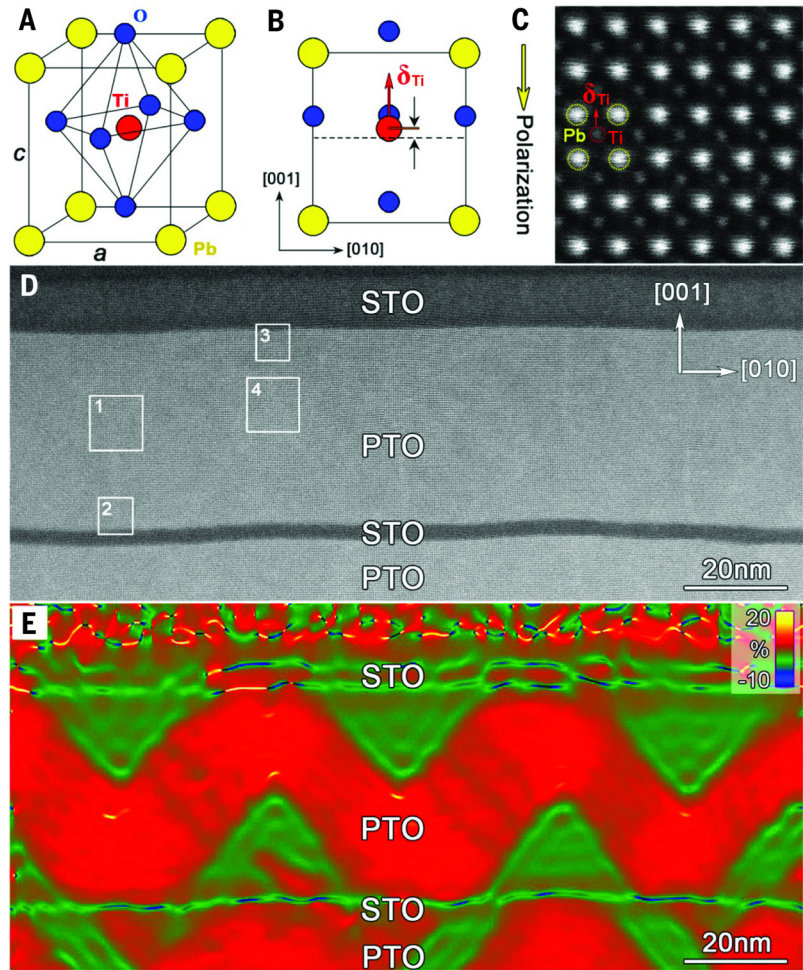 A
O
Ti
c
a
Pb
B
δTi
[001]
[010]
C
Polarization
δTi
Pb
Ti
D
STO
[001]
3
[010]
1
4
PTO
2
STO
PTO
20nm
E
20
%
-10
STO
PTO
STO
PTO
20nm